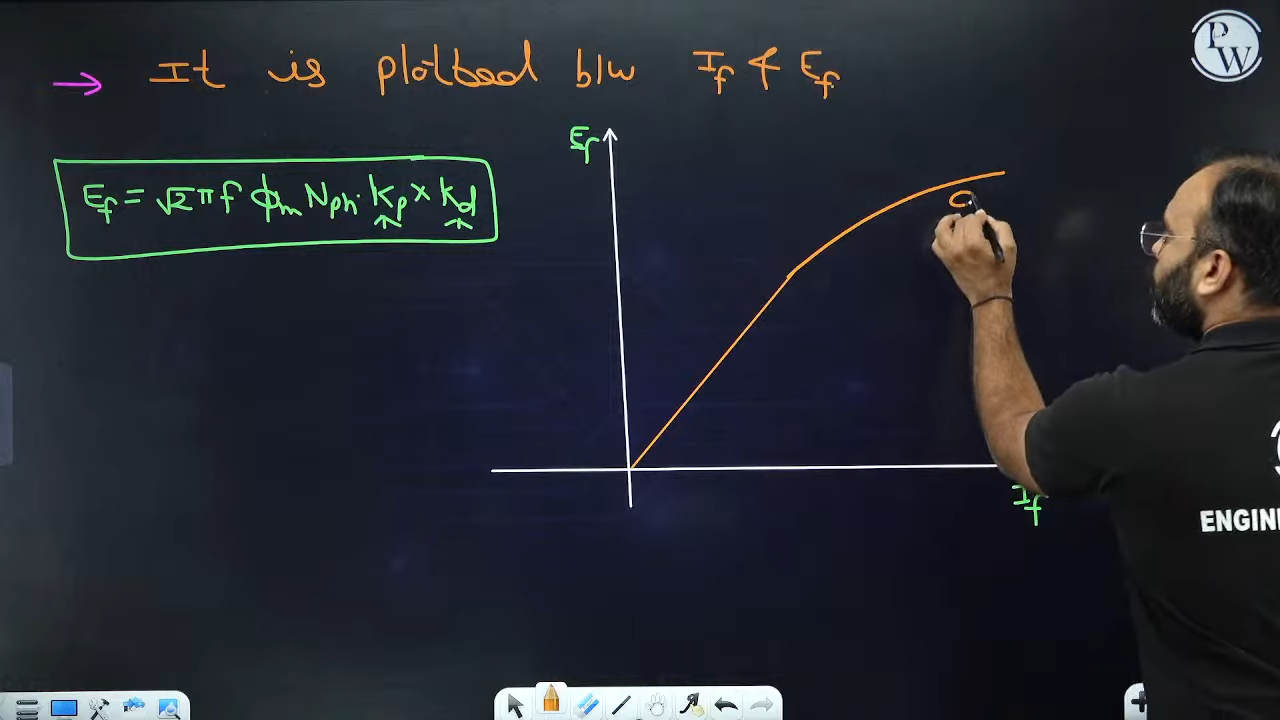 → It is plotted b/w If & Ef
PW
Ef
Ef = √2 π f ϕm Nph. kp × kd
If
ENGIN